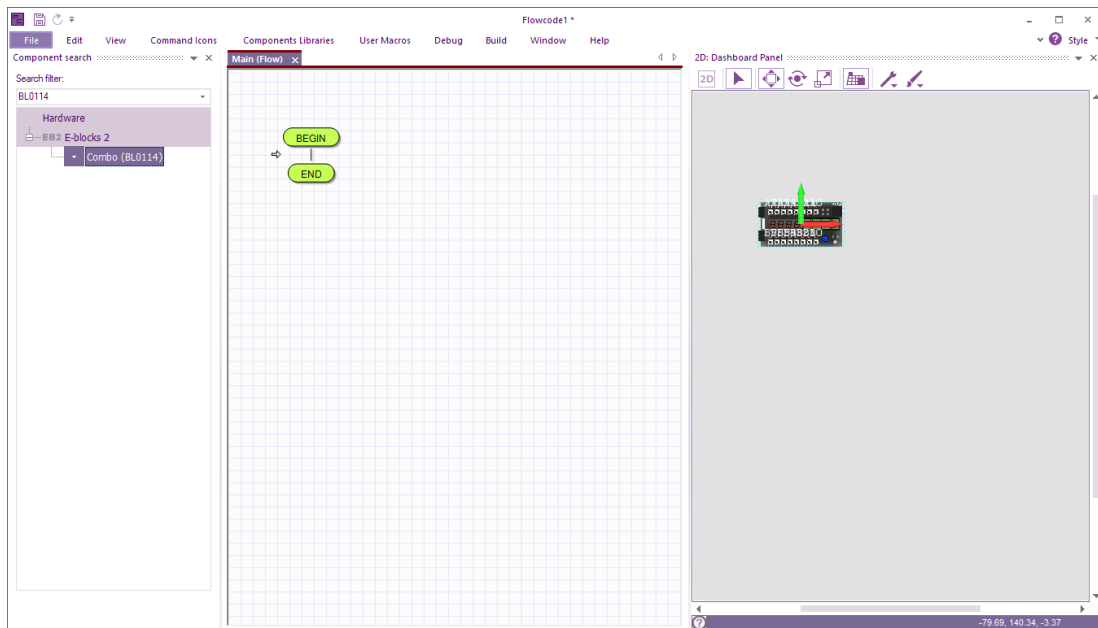 Flowcode1 *
File Edit View Command Icons Components Libraries User Macros Debug Build Window Help Style
Component search
Search filter:
BL0114
Hardware
EB2 E-blocks 2
Combo (BL0114)
Main (Flow)
BEGIN
END
2D: Dashboard Panel
2D
-79.69, 140.34, -3.37